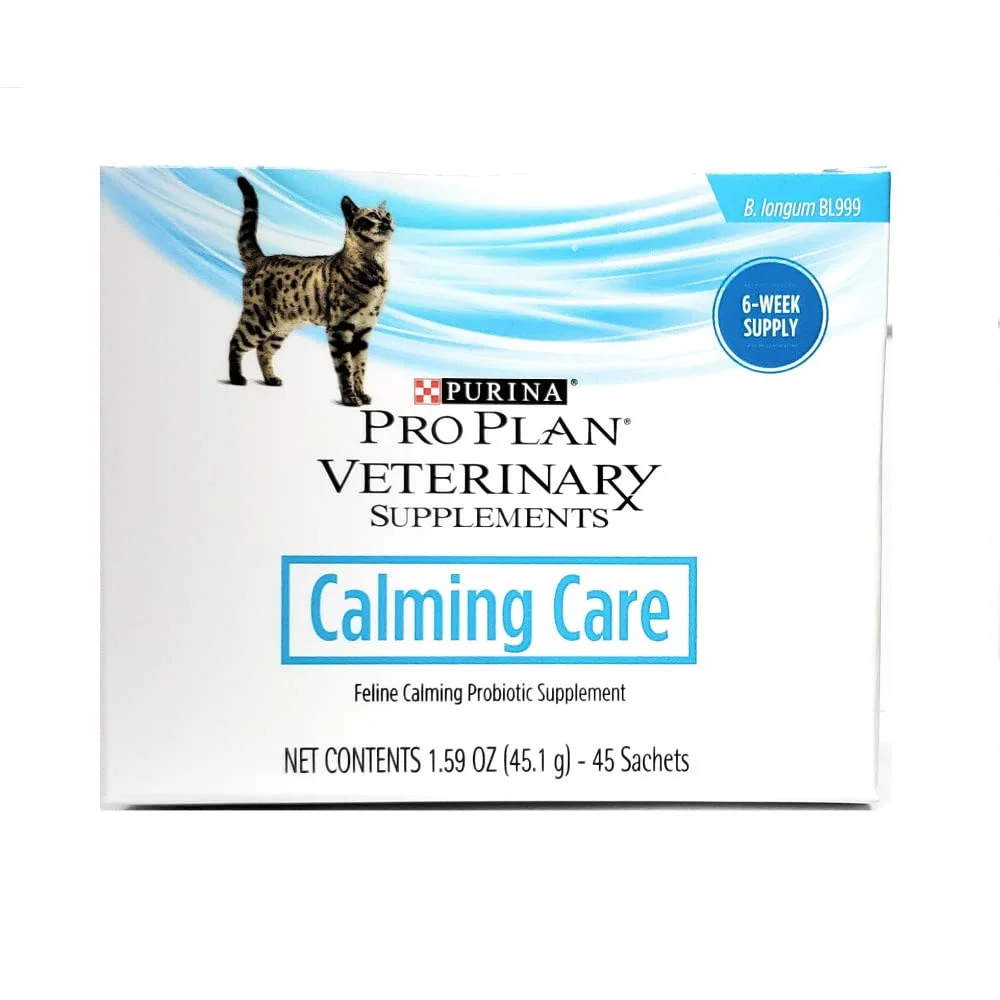 B. longum BL999
6-WEEK
SUPPLY
PURINA®
PRO PLAN®
VETERINARY
SUPPLEMENTS
Calming Care
Feline Calming Probiotic Supplement
NET CONTENTS 1.59 OZ (45.1 g) - 45 Sachets